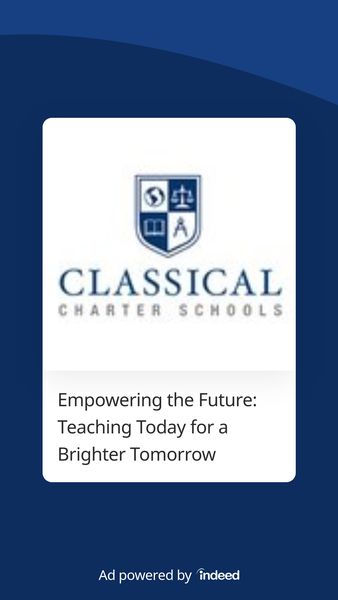 CLASSICAL
CHARTER SCHOOLS
Empowering the Future:
Teaching Today for a
Brighter Tomorrow
Ad powered by indeed